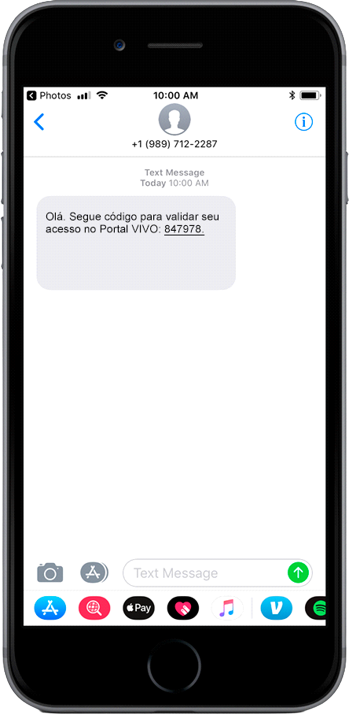 Photos 10:00 AM
+1 (989) 712-2287
Text Message
Today 10:00 AM
Olá. Segue código para validar seu
acesso no Portal VIVO: 847978.
Text Message
Pay